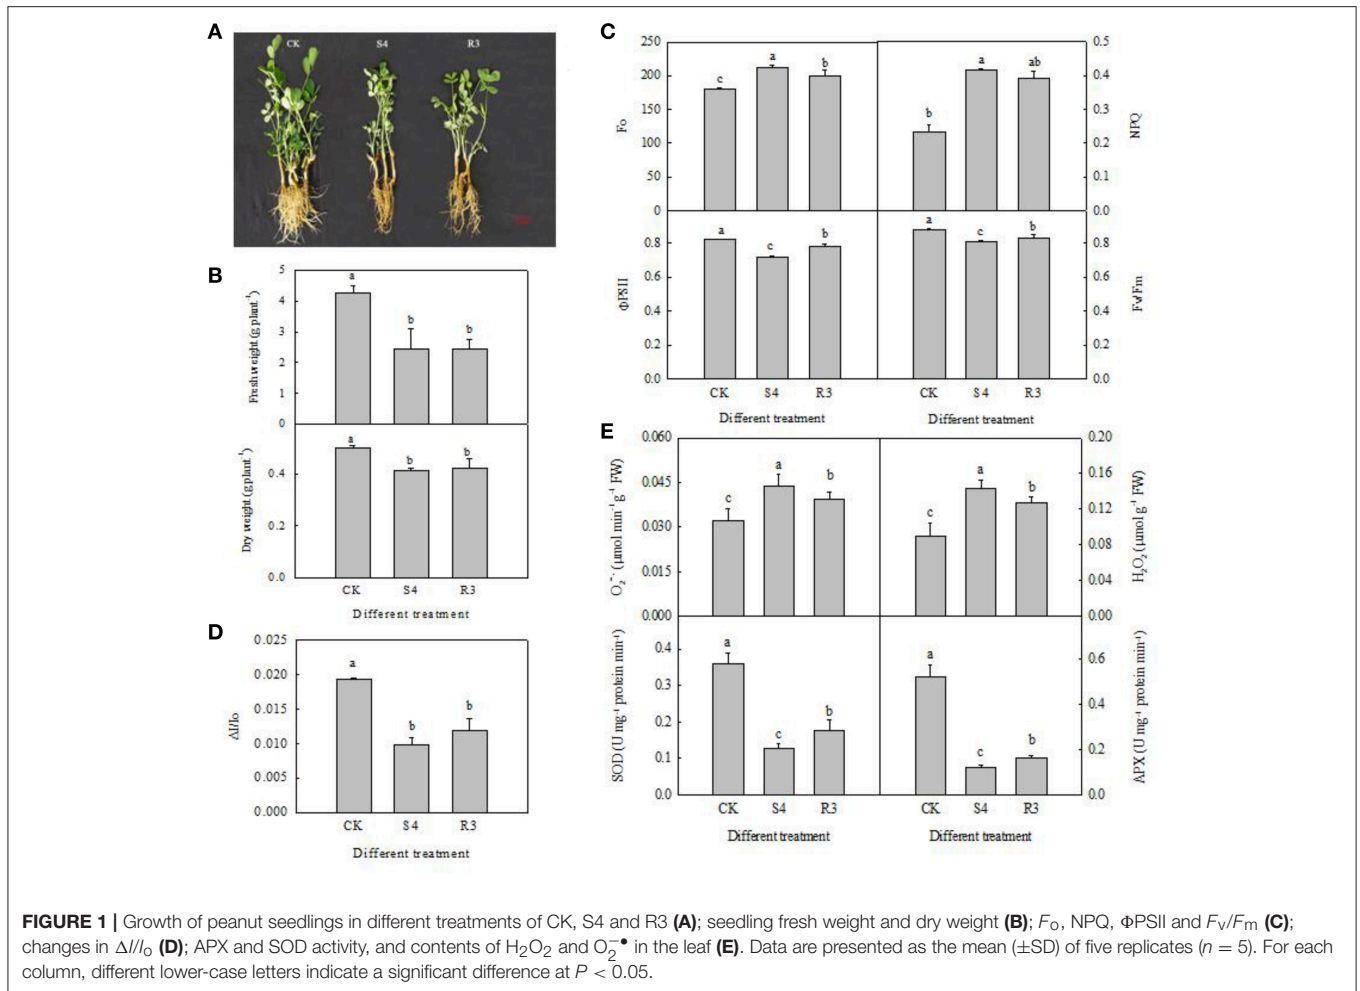 A
CK S4 R3
B
a
b
b
Fresh weight (g plant⁻¹)
5
4
3
2
1
0
a
b
b
Dry weight (g plant⁻¹)
0.4
0.2
0.0
CK S4 R3
Different treatment
C
250
200
150
100
50
0
Fo
c
a
b
b
a
ab
0.5
0.4
0.3
0.2
0.1
0.0
NPQ
0.8
0.6
0.4
0.2
0.0
ΦPSII
a
c
b
a
c
b
0.8
0.6
0.4
0.2
0.0
Fv/Fm
CK S4 R3 CK S4 R3
Different treatment Different treatment
D
0.025
0.020
0.015
0.010
0.005
0.000
ΔI/Io
a
b
b
CK S4 R3
Different treatment
E
0.060
0.045
0.030
0.015
0.000
O₂⁻· (μmol min⁻¹ g⁻¹ FW)
c
a
b
c
a
b
0.20
0.16
0.12
0.08
0.04
0.00
H₂O₂ (μmol g⁻¹ FW)
0.4
0.3
0.2
0.1
0.0
SOD (U mg⁻¹ protein min⁻¹)
a
c
b
a
c
b
0.6
0.4
0.2
0.0
APX (U mg⁻¹ protein min⁻¹)
CK S4 R3 CK S4 R3
Different treatment Different treatment
FIGURE 1 | Growth of peanut seedlings in different treatments of CK, S4 and R3 (A); seedling fresh weight and dry weight (B); Fo, NPQ, ΦPSII and Fv/Fm (C);
changes in ΔI/Io (D); APX and SOD activity, and contents of H₂O₂ and O₂⁻• in the leaf (E). Data are presented as the mean (±SD) of five replicates (n = 5). For each
column, different lower-case letters indicate a significant difference at P < 0.05.